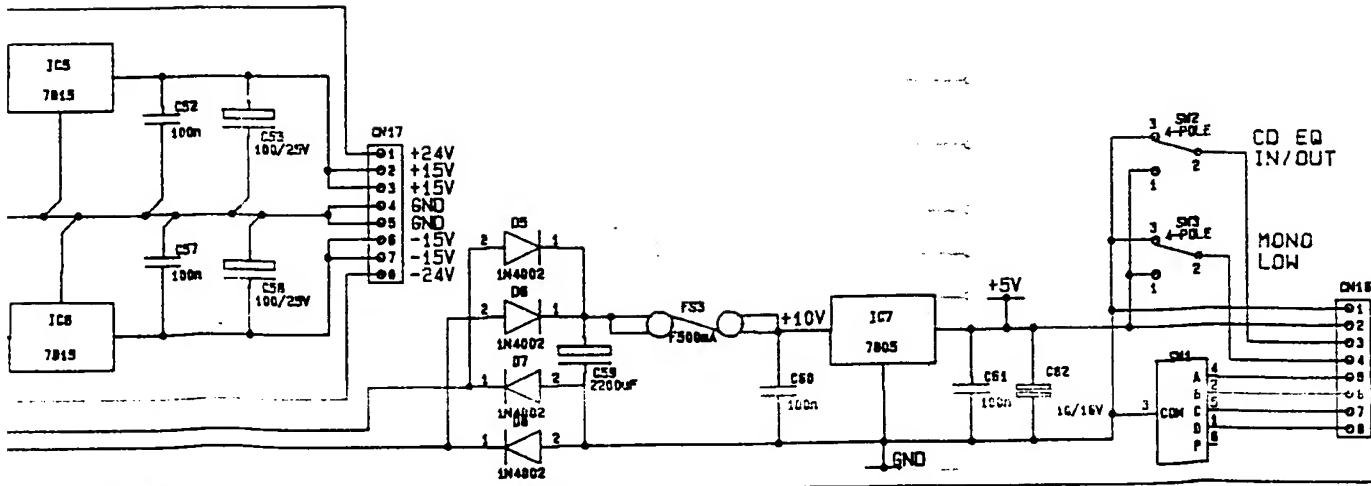 IC5
7815
C52
100n
C53
100/25V
CN17
1 +24V
2 +15V
3 +15V
4 GND
5 GND
6 -15V
7 -15V
8 -24V
C57
100n
C58
100/25V
IC6
7815
D5
2 1
1N4002
D6
2 1
1N4002
D7
1 2
1N4002
D8
1 2
1N4002
C59
2200uF
FS3
F500mA
+10V
IC7
7805
C60
100n
GND
+5V
C61
100n
C62
10/16V
SW2
4-POLE
3
2
1
CD EQ
IN/OUT
SW3
4-POLE
3
2
1
MONO
LOW
SW1
3 COM
A 4
b 2
C 5
D 1
P 6
CN16
1
2
3
4
5
6
7
8